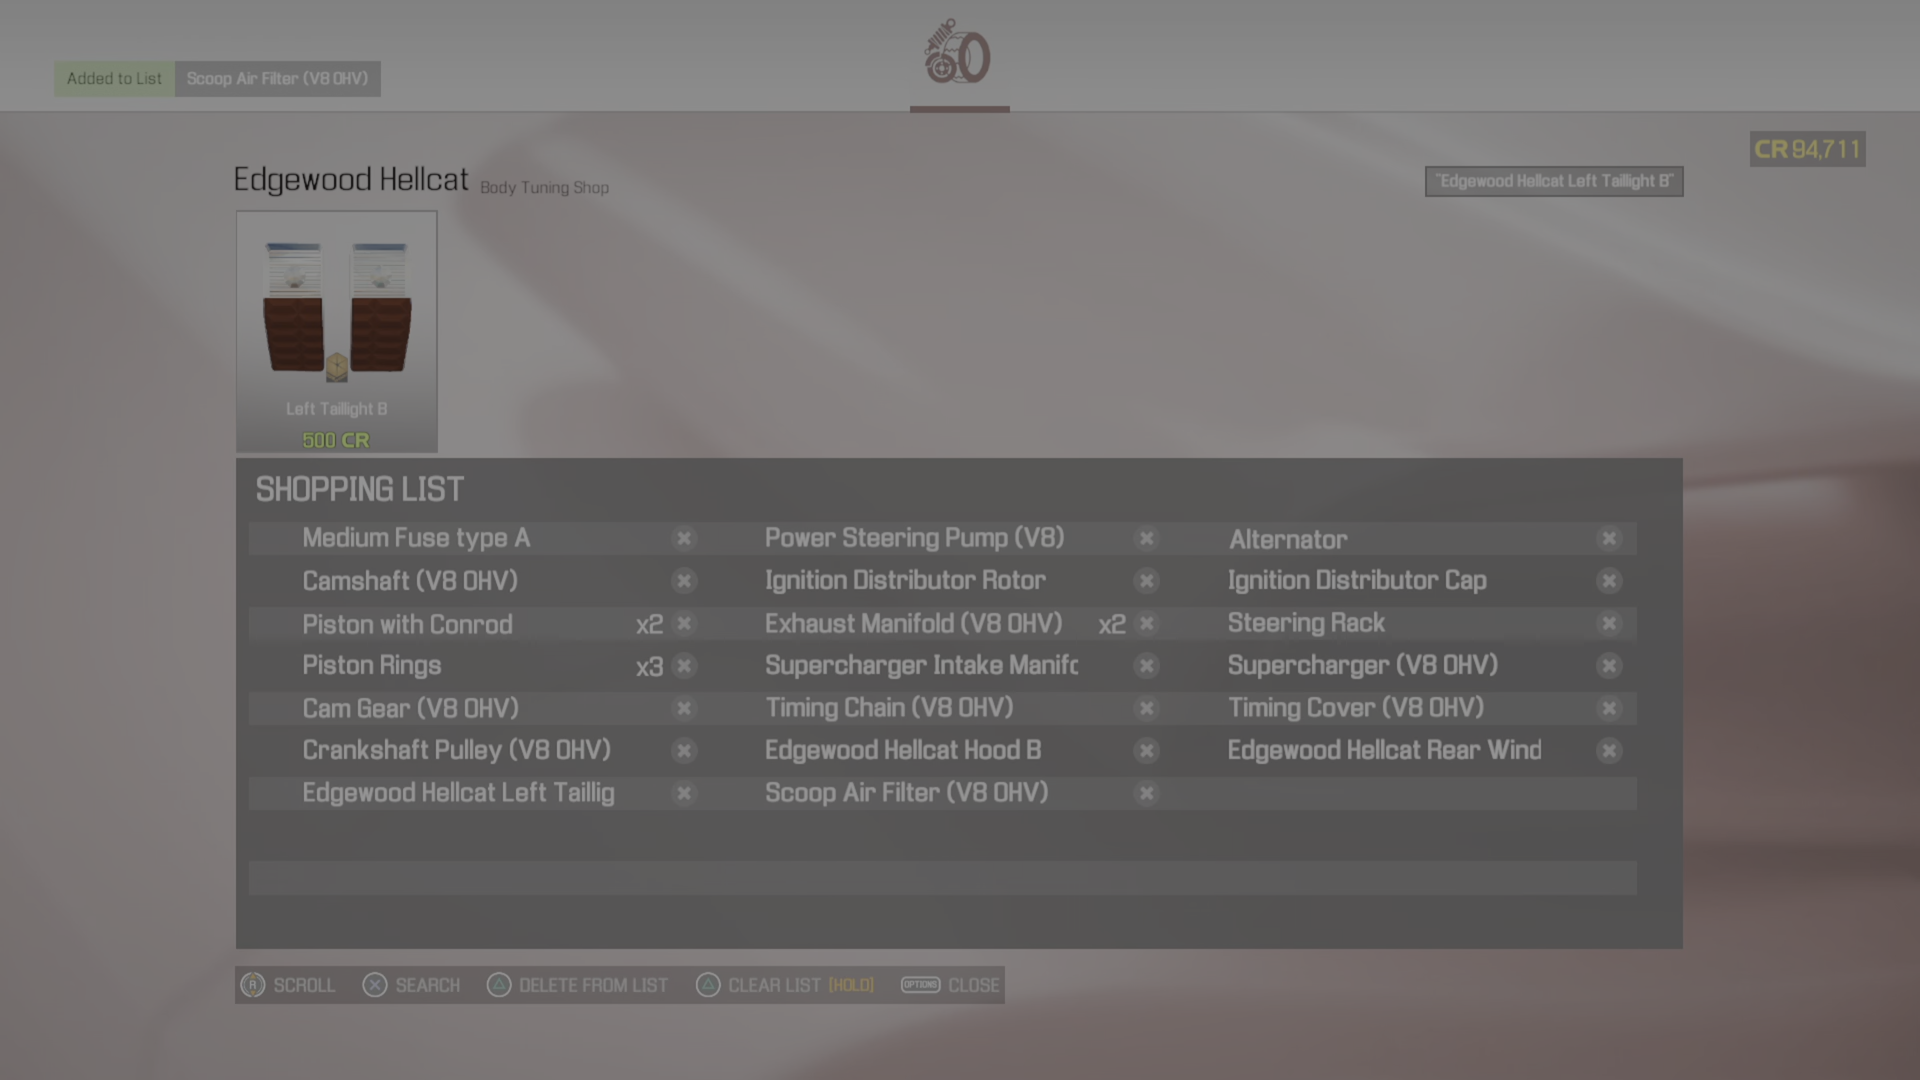 Added to List Scoop Air Filter (V8 OHV)
CR 94,711
Edgewood Hellcat Body Tuning Shop
"Edgewood Hellcat Left Taillight B"
Left Taillight B
500 CR
SHOPPING LIST
Medium Fuse type A Power Steering Pump (V8) Alternator
Camshaft (V8 OHV) Ignition Distributor Rotor Ignition Distributor Cap
Piston with Conrod x2 Exhaust Manifold (V8 OHV) x2 Steering Rack
Piston Rings x3 Supercharger Intake Manifo Supercharger (V8 OHV)
Cam Gear (V8 OHV) Timing Chain (V8 OHV) Timing Cover (V8 OHV)
Crankshaft Pulley (V8 OHV) Edgewood Hellcat Hood B Edgewood Hellcat Rear Wind
Edgewood Hellcat Left Taillig Scoop Air Filter (V8 OHV)
R SCROLL SEARCH DELETE FROM LIST CLEAR LIST [HOLD] OPTIONS CLOSE